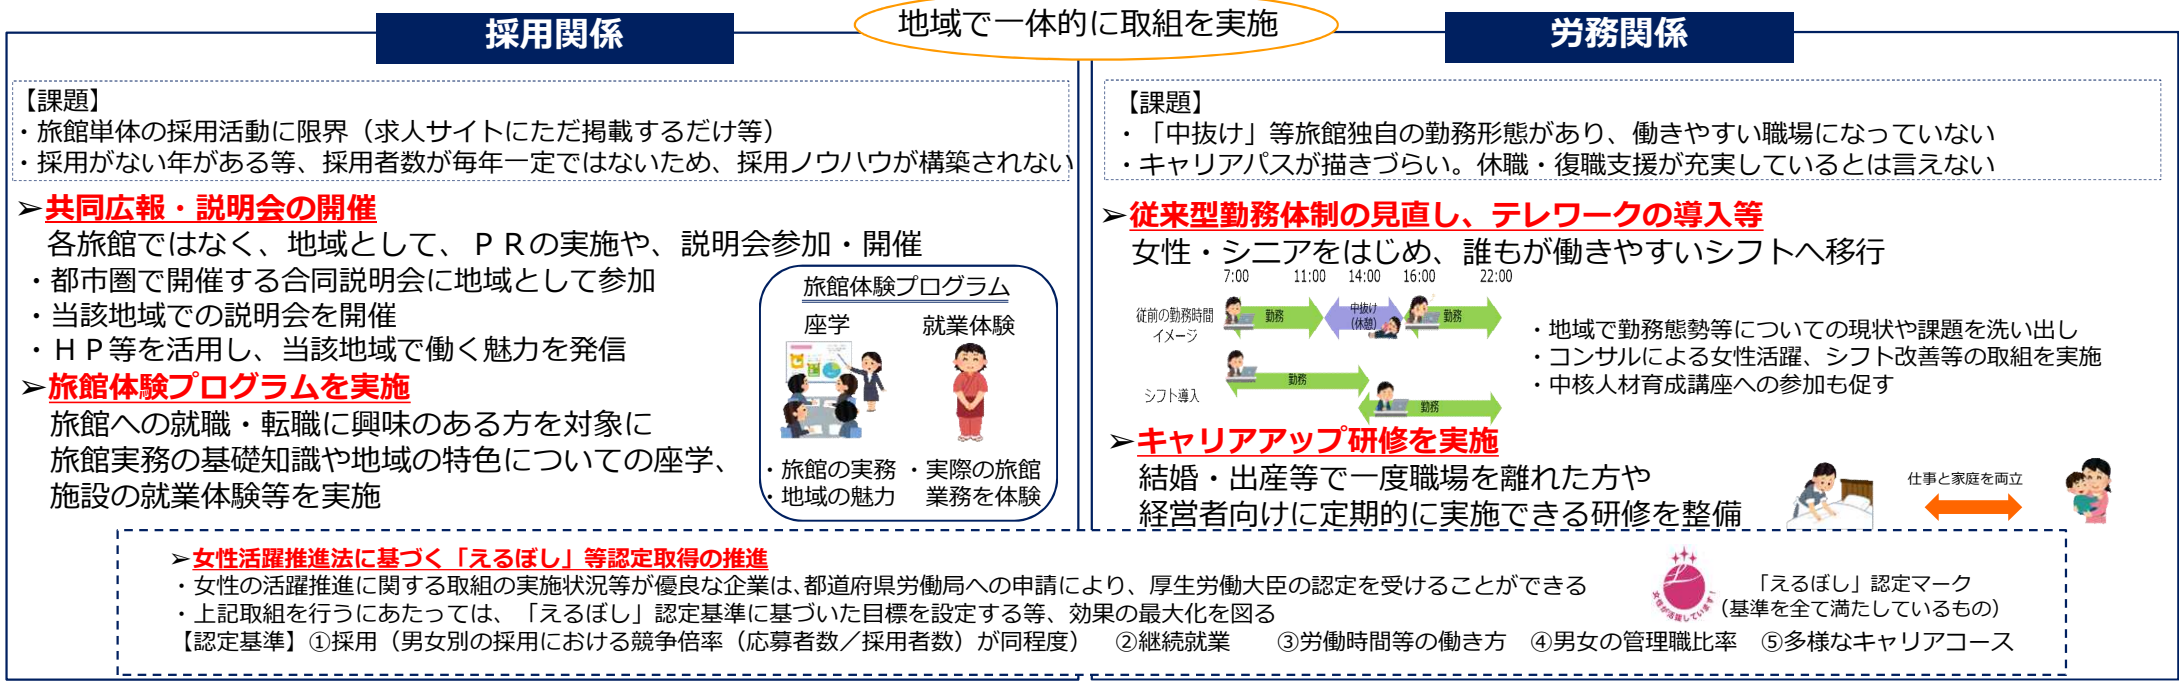 地域で一体的に取組を実施
採用関係
【課題】
・旅館単体の採用活動に限界（求人サイトにただ掲載するだけ等）
・採用がない年がある等、採用者数が毎年一定ではないため、採用ノウハウが構築されない
➢共同広報・説明会の開催
各旅館ではなく、地域として、ＰＲの実施や、説明会参加・開催
・都市圏で開催する合同説明会に地域として参加
・当該地域での説明会を開催
・ＨＰ等を活用し、当該地域で働く魅力を発信
➢旅館体験プログラムを実施
旅館への就職・転職に興味のある方を対象に
旅館実務の基礎知識や地域の特色についての座学、
施設の就業体験等を実施
旅館体験プログラム
座学 就業体験
・旅館の実務 ・実際の旅館
・地域の魅力 業務を体験
労務関係
【課題】
・「中抜け」等旅館独自の勤務形態があり、働きやすい職場になっていない
・キャリアパスが描きづらい。休職・復職支援が充実しているとは言えない
➢従来型勤務体制の見直し、テレワークの導入等
女性・シニアをはじめ、誰もが働きやすいシフトへ移行
7:00 11:00 14:00 16:00 22:00
従前の勤務時間
イメージ
勤務 中抜け
(休憩) 勤務
シフト導入
勤務
勤務
・地域で勤務態勢等についての現状や課題を洗い出し
・コンサルによる女性活躍、シフト改善等の取組を実施
・中核人材育成講座への参加も促す
➢キャリアアップ研修を実施
結婚・出産等で一度職場を離れた方や
経営者向けに定期的に実施できる研修を整備
仕事と家庭を両立
➢女性活躍推進法に基づく「えるぼし」等認定取得の推進
・女性の活躍推進に関する取組の実施状況等が優良な企業は、都道府県労働局への申請により、厚生労働大臣の認定を受けることができる
・上記取組を行うにあたっては、「えるぼし」認定基準に基づいた目標を設定する等、効果の最大化を図る
【認定基準】①採用（男女別の採用における競争倍率（応募者数／採用者数）が同程度） ②継続就業 ③労働時間等の働き方 ④男女の管理職比率 ⑤多様なキャリアコース
女性が活躍しています！
「えるぼし」認定マーク
（基準を全て満たしているもの）